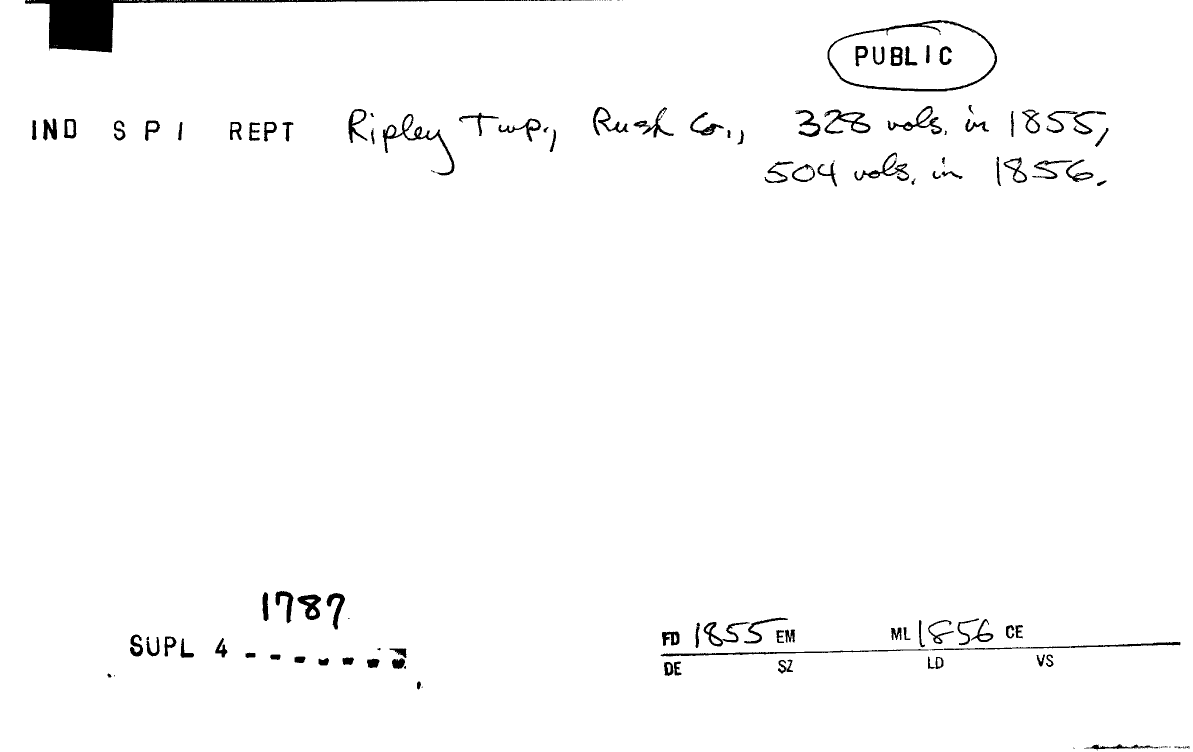 PUBLIC
IND S P I REPT Ripley Twp., Rush Co., 328 vols. in 1855,
504 vols. in 1856.
1787
SUPL 4
FD 1855 EM ML 1856 CE
DE SZ LD VS